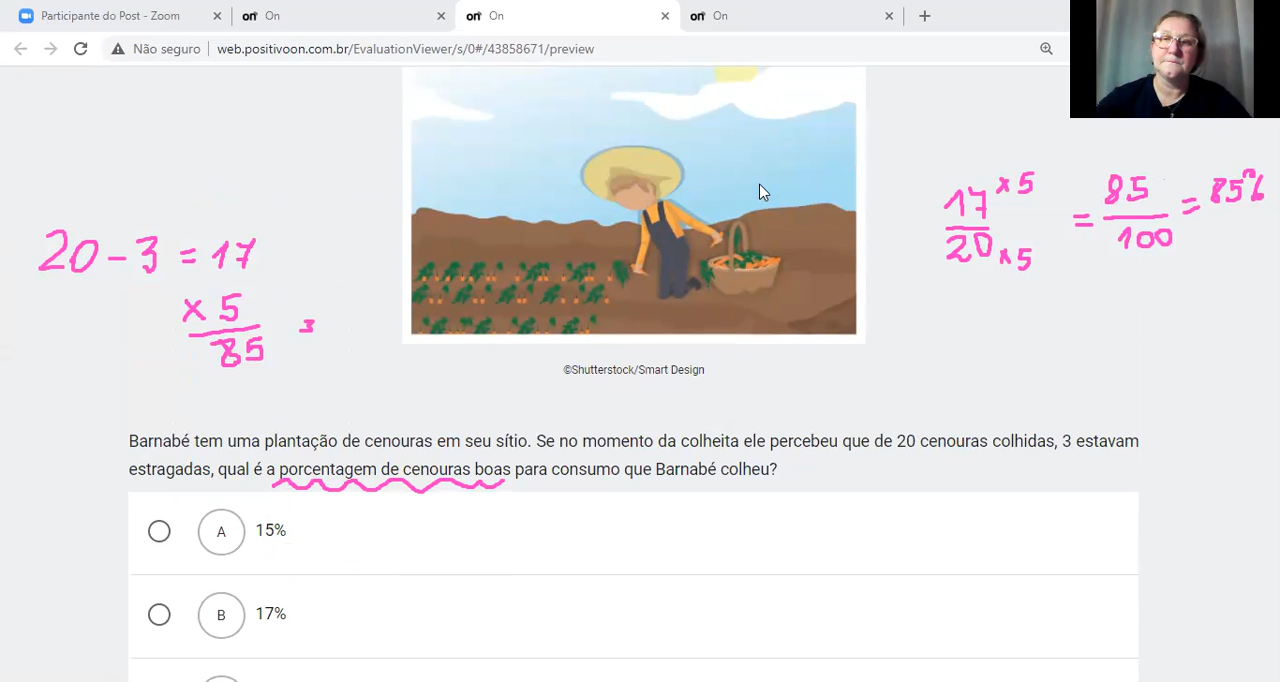 Participante do Post - Zoom
on On
on On
on On
Não seguro | web.positivoon.com.br/EvaluationViewer/s/0#/43858671/preview
20 - 3 = 17
× 5
85
17 × 5
20 × 5
= 85
100
= 85%
©Shutterstock/Smart Design
Barnabé tem uma plantação de cenouras em seu sítio. Se no momento da colheita ele percebeu que de 20 cenouras colhidas, 3 estavam
estragadas, qual é a porcentagem de cenouras boas para consumo que Barnabé colheu?
A 15%
B 17%